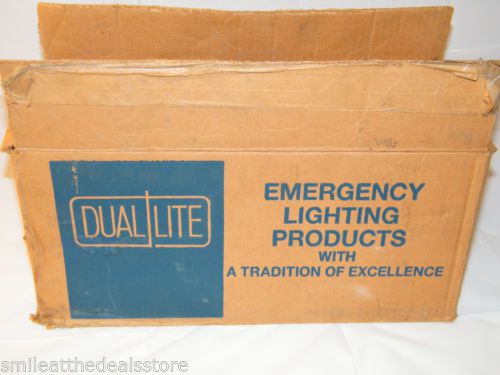 DUAL LITE
EMERGENCY
LIGHTING
PRODUCTS
WITH
A TRADITION OF EXCELLENCE
smileatthedealsstore